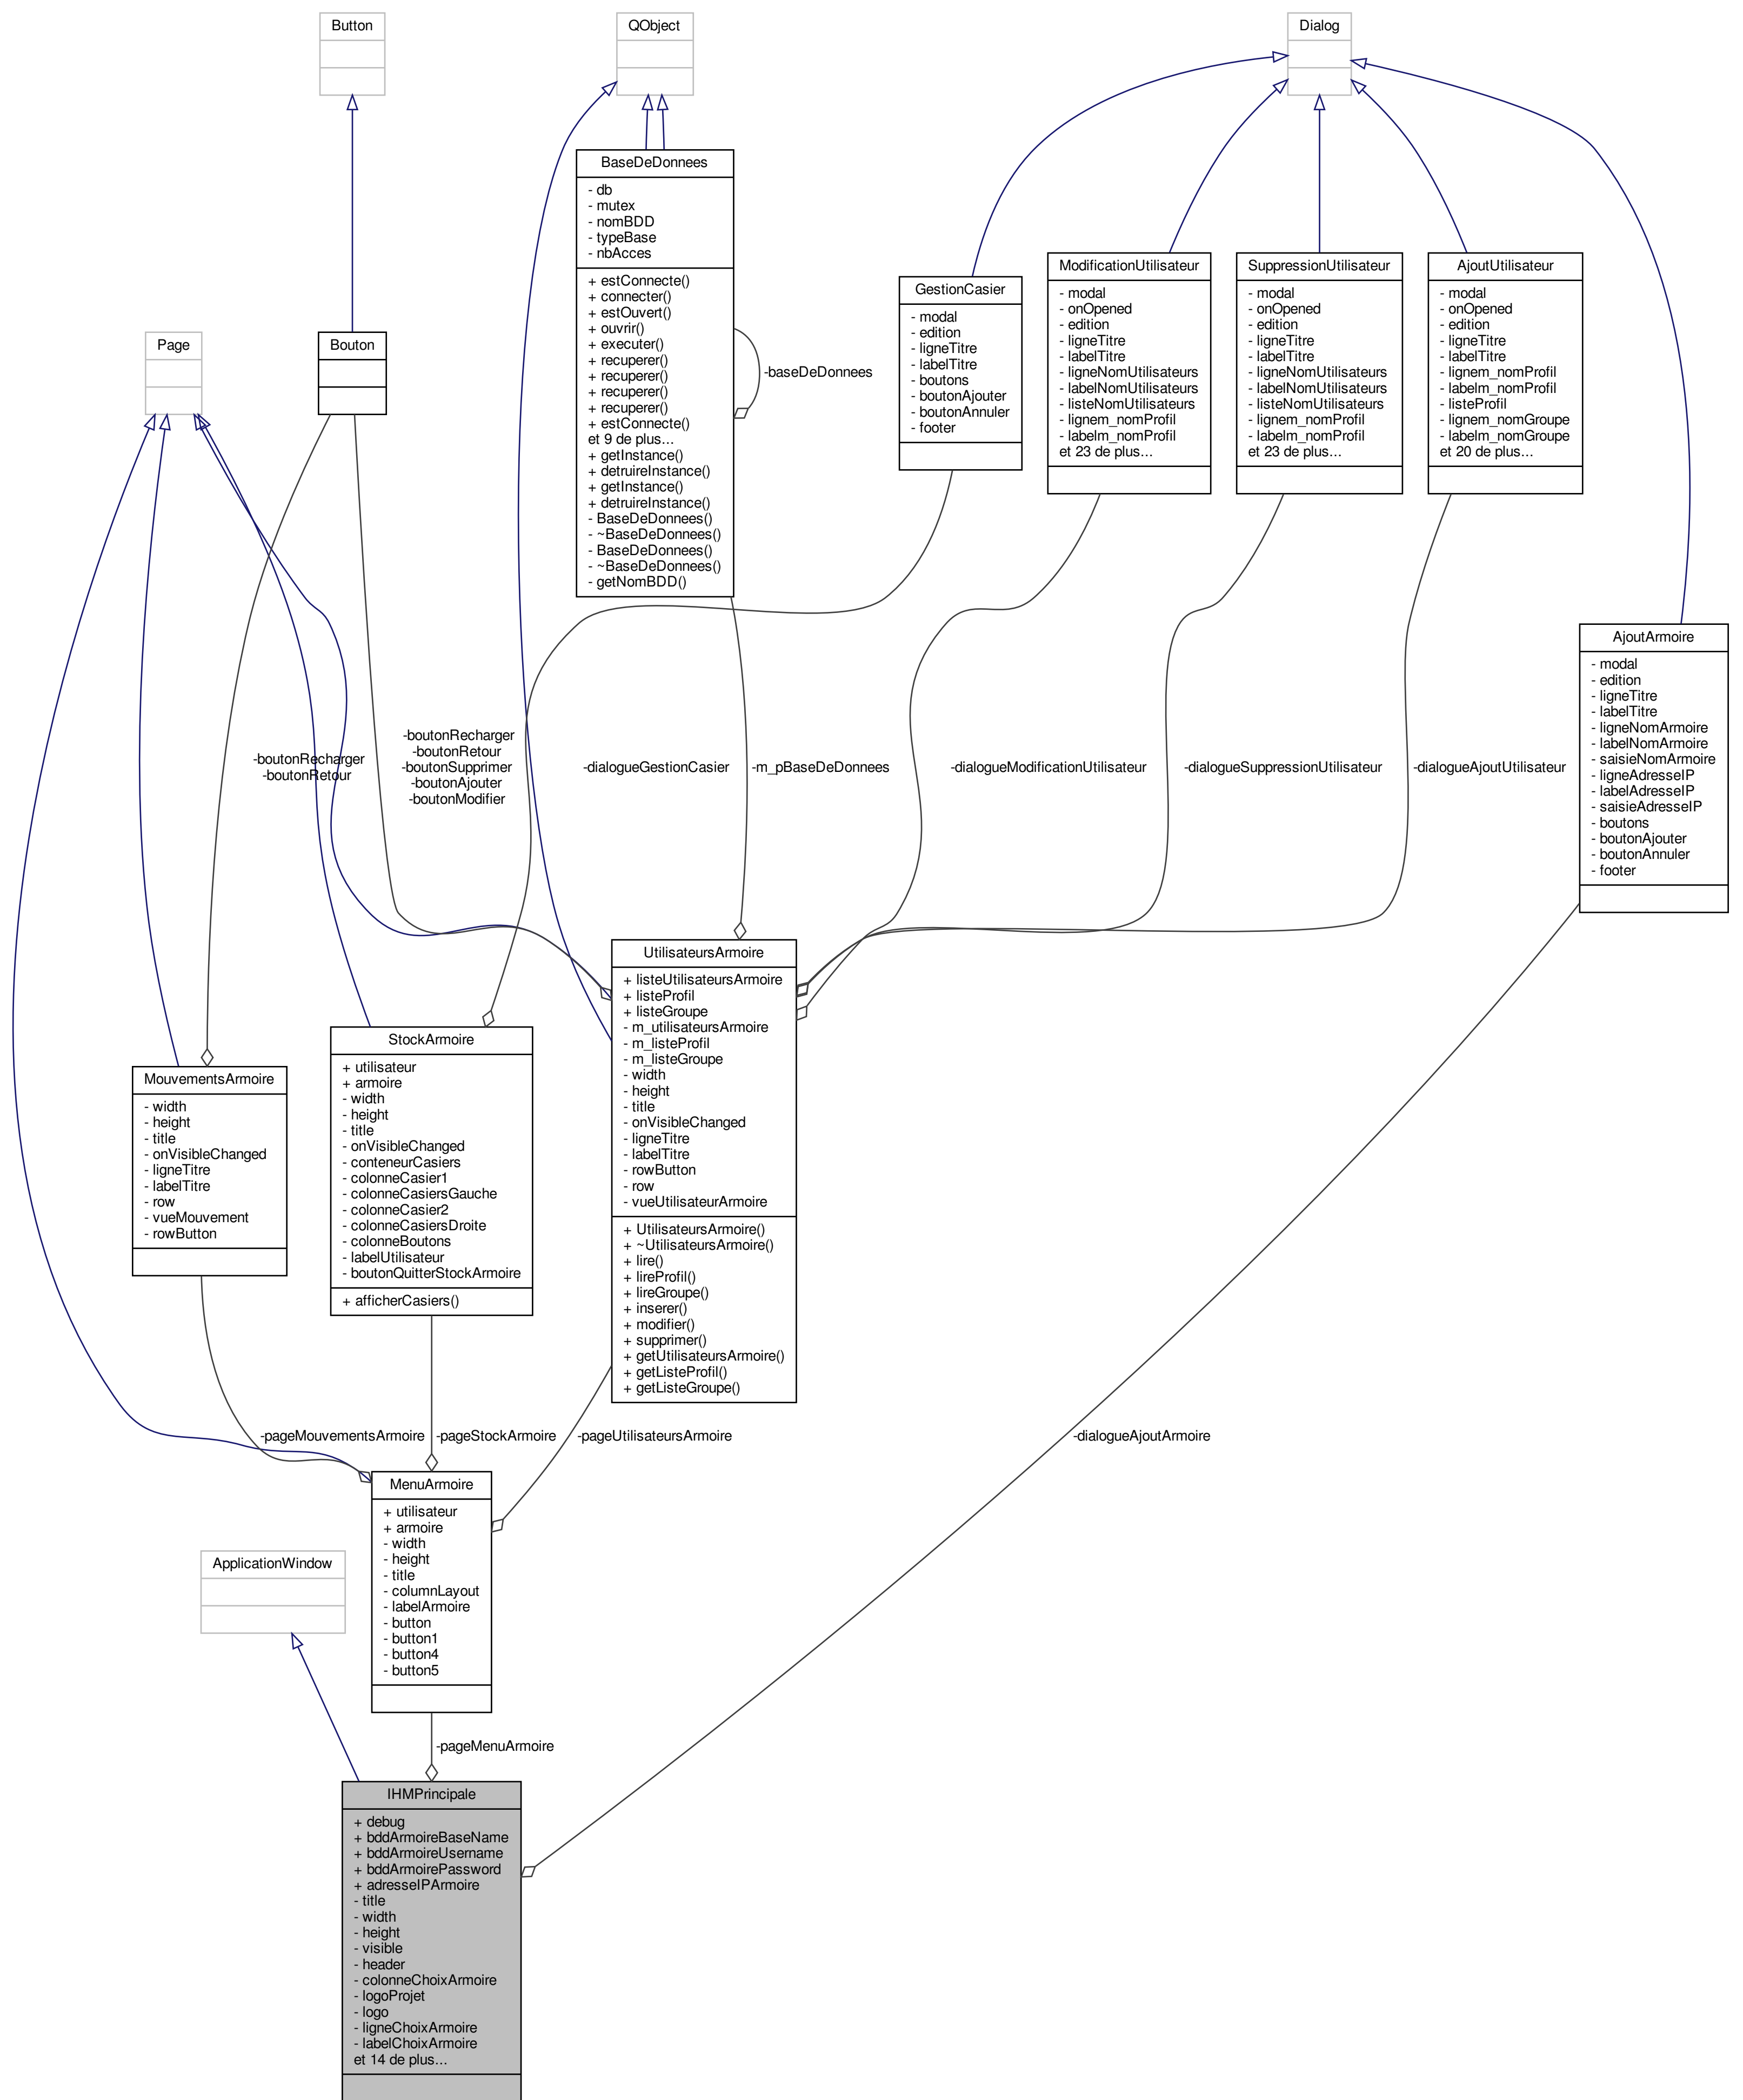 Button
QObject
Dialog
BaseDeDonnees
- db
- mutex
- nomBDD
- typeBase
- nbAcces
+ estConnecte()
+ connecter()
+ estOuvert()
+ ouvrir()
+ executer()
+ recuperer()
+ recuperer()
+ recuperer()
+ recuperer()
+ estConnecte()
et 9 de plus...
+ getInstance()
+ detruireInstance()
+ getInstance()
+ detruireInstance()
- BaseDeDonnees()
- ~BaseDeDonnees()
- BaseDeDonnees()
- ~BaseDeDonnees()
- getNomBDD()
-baseDeDonnees
GestionCasier
- modal
- edition
- ligneTitre
- labelTitre
- boutons
- boutonAjouter
- boutonAnnuler
- footer
ModificationUtilisateur
- modal
- onOpened
- edition
- ligneTitre
- labelTitre
- ligneNomUtilisateurs
- labelNomUtilisateurs
- listeNomUtilisateurs
- lignem_nomProfil
- labelm_nomProfil
et 23 de plus...
SuppressionUtilisateur
- modal
- onOpened
- edition
- ligneTitre
- labelTitre
- ligneNomUtilisateurs
- labelNomUtilisateurs
- listeNomUtilisateurs
- lignem_nomProfil
- labelm_nomProfil
et 23 de plus...
AjoutUtilisateur
- modal
- onOpened
- edition
- ligneTitre
- labelTitre
- lignem_nomProfil
- labelm_nomProfil
- listeProfil
- lignem_nomGroupe
- labelm_nomGroupe
et 20 de plus...
Page
Bouton
AjoutArmoire
- modal
- edition
- ligneTitre
- labelTitre
- ligneNomArmoire
- labelNomArmoire
- saisieNomArmoire
- ligneAdresseIP
- labelAdresseIP
- saisieAdresseIP
- boutons
- boutonAjouter
- boutonAnnuler
- footer
-boutonRecharger
-boutonRetour
-boutonRecharger
-boutonRetour
-boutonSupprimer
-boutonAjouter
-boutonModifier
-dialogueGestionCasier
-m_pBaseDeDonnees
-dialogueModificationUtilisateur
-dialogueSuppressionUtilisateur
-dialogueAjoutUtilisateur
MouvementsArmoire
- width
- height
- title
- onVisibleChanged
- ligneTitre
- labelTitre
- row
- vueMouvement
- rowButton
StockArmoire
+ utilisateur
+ armoire
- width
- height
- title
- onVisibleChanged
- conteneurCasiers
- colonneCasier1
- colonneCasiersGauche
- colonneCasier2
- colonneCasiersDroite
- colonneBoutons
- labelUtilisateur
- boutonQuitterStockArmoire
+ afficherCasiers()
UtilisateursArmoire
+ listeUtilisateursArmoire
+ listeProfil
+ listeGroupe
- m_utilisateursArmoire
- m_listeProfil
- m_listeGroupe
- width
- height
- title
- onVisibleChanged
- ligneTitre
- labelTitre
- rowButton
- row
- vueUtilisateurArmoire
+ UtilisateursArmoire()
+ ~UtilisateursArmoire()
+ lire()
+ lireProfil()
+ lireGroupe()
+ inserer()
+ modifier()
+ supprimer()
+ getUtilisateursArmoire()
+ getListeProfil()
+ getListeGroupe()
-pageMouvementsArmoire
-pageStockArmoire
-pageUtilisateursArmoire
-dialogueAjoutArmoire
MenuArmoire
+ utilisateur
+ armoire
- width
- height
- title
- columnLayout
- labelArmoire
- button
- button1
- button4
- button5
ApplicationWindow
-pageMenuArmoire
IHMPrincipale
+ debug
+ bddArmoireBaseName
+ bddArmoireUsername
+ bddArmoirePassword
+ adresseIPArmoire
- title
- width
- height
- visible
- header
- colonneChoixArmoire
- logoProjet
- logo
- ligneChoixArmoire
- labelChoixArmoire
et 14 de plus...